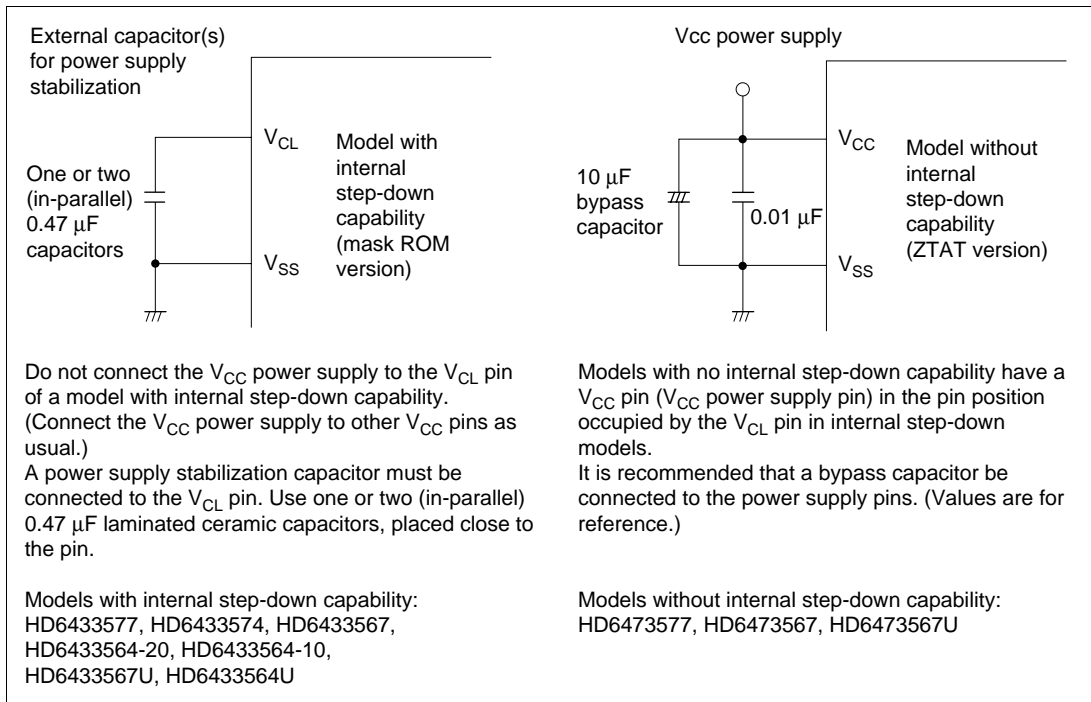 External capacitor(s)
for power supply
stabilization
One or two
(in-parallel)
0.47 μF
capacitors
VCL
VSS
Model with
internal
step-down
capability
(mask ROM
version)
Vcc power supply
10 μF
bypass
capacitor
0.01 μF
VCC
VSS
Model without
internal
step-down
capability
(ZTAT version)
Do not connect the VCC power supply to the VCL pin
of a model with internal step-down capability.
(Connect the VCC power supply to other VCC pins as
usual.)
A power supply stabilization capacitor must be
connected to the VCL pin. Use one or two (in-parallel)
0.47 μF laminated ceramic capacitors, placed close to
the pin.
Models with internal step-down capability:
HD6433577, HD6433574, HD6433567,
HD6433564-20, HD6433564-10,
HD6433567U, HD6433564U
Models with no internal step-down capability have a
VCC pin (VCC power supply pin) in the pin position
occupied by the VCL pin in internal step-down
models.
It is recommended that a bypass capacitor be
connected to the power supply pins. (Values are for
reference.)
Models without internal step-down capability:
HD6473577, HD6473567, HD6473567U